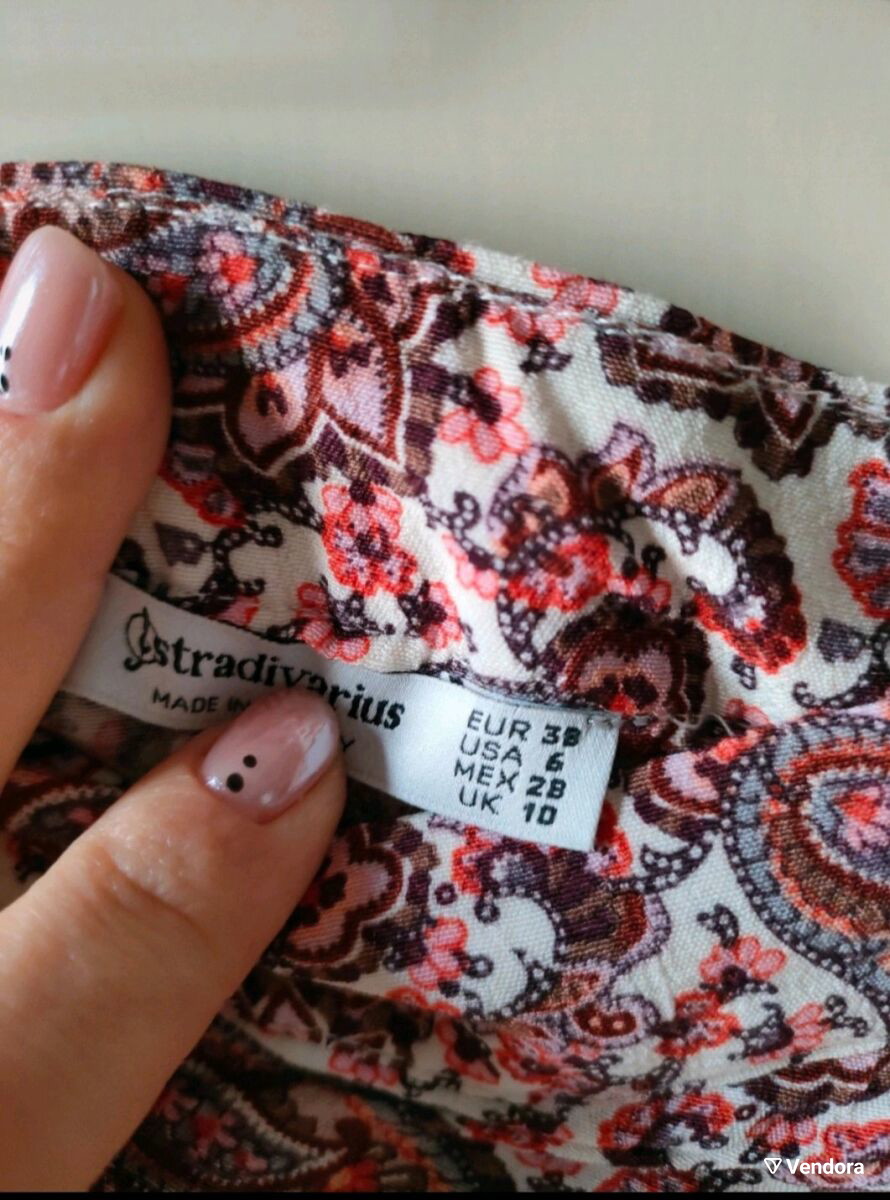 stradivarius
MADE IN
EUR 38
USA 6
MEX 28
UK 10
Vendora